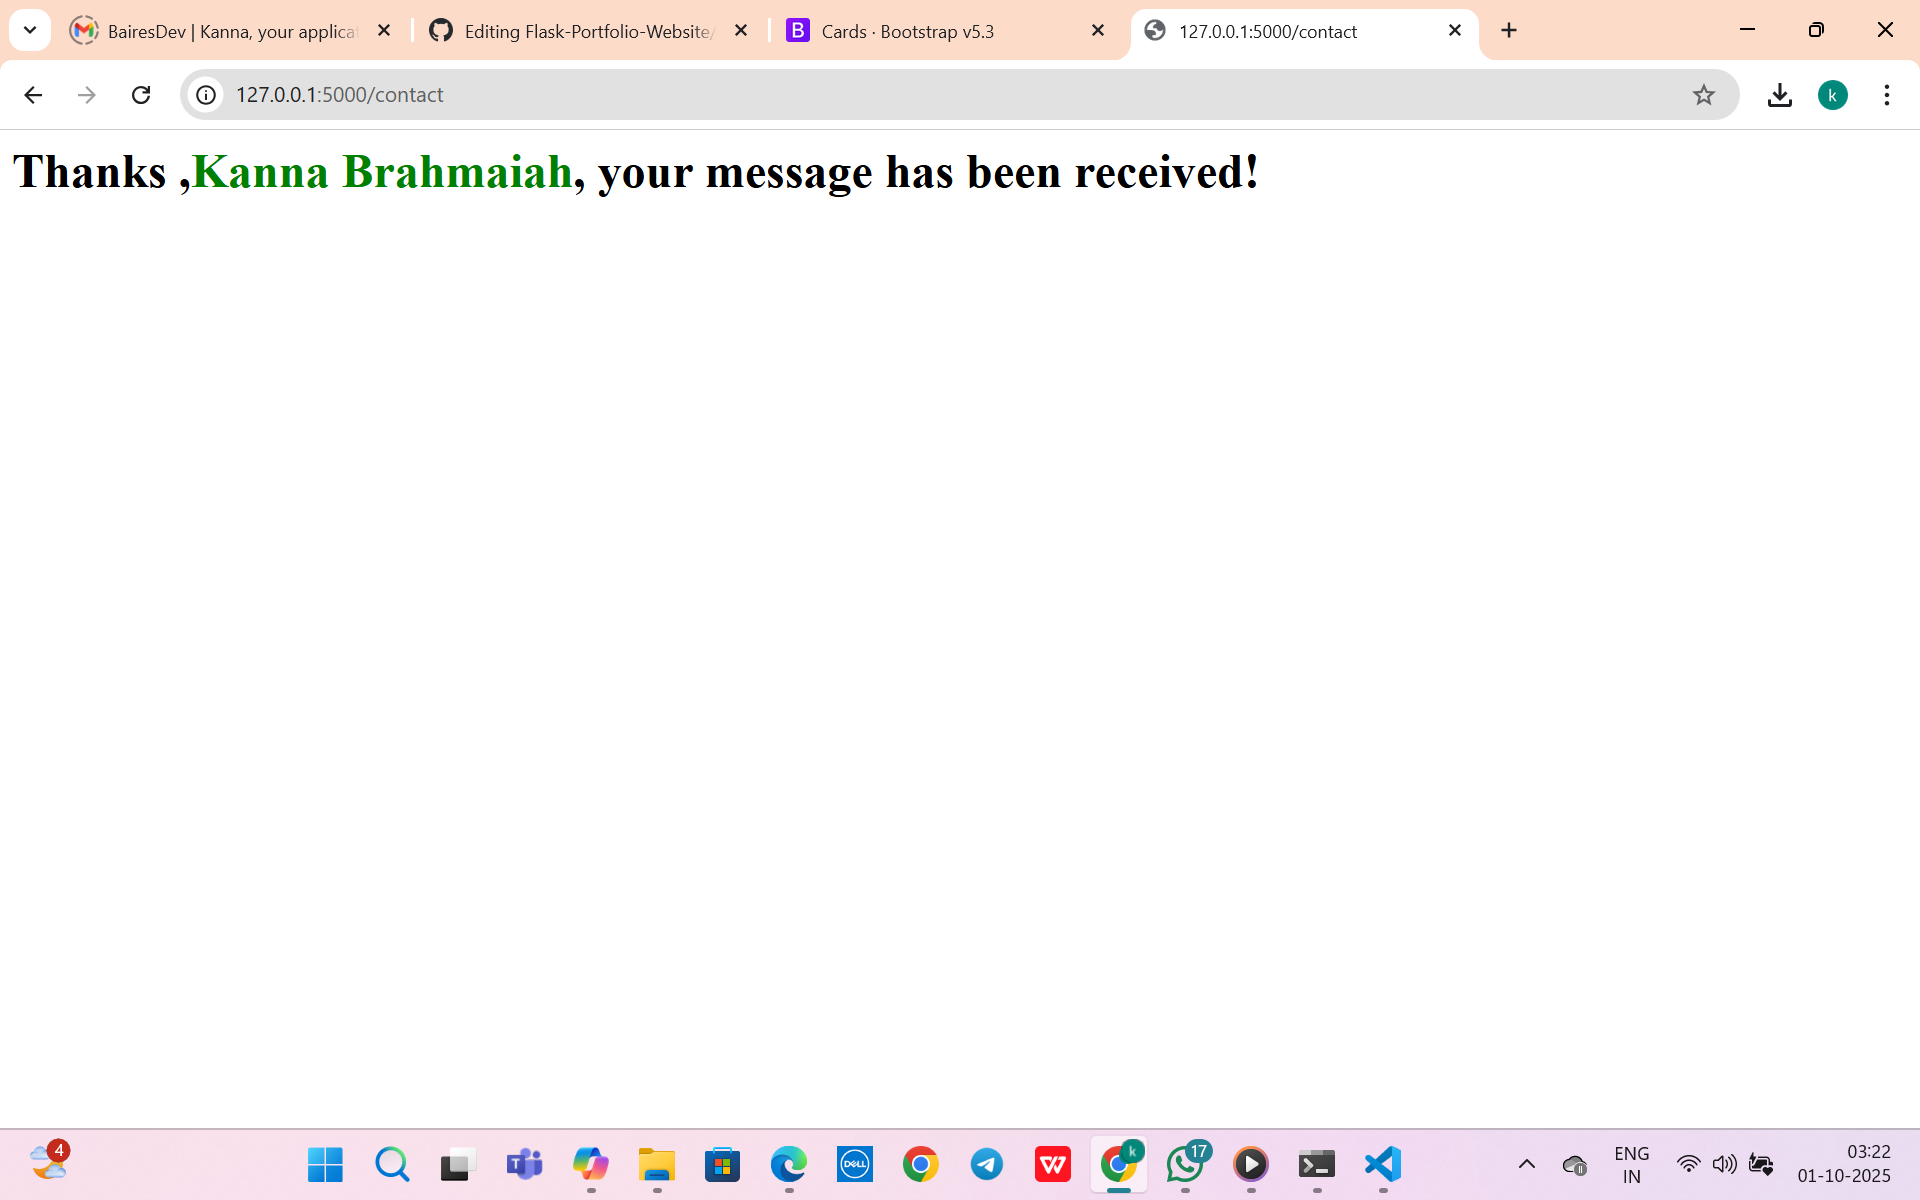 BairesDev | Kanna, your applica
Editing Flask-Portfolio-Website/
B
Cards · Bootstrap v5.3
127.0.0.1:5000/contact
127.0.0.1:5000/contact
k
Thanks ,Kanna Brahmaiah, your message has been received!
4
T
DELL
W
k
17
ENG
IN
03:22
01-10-2025